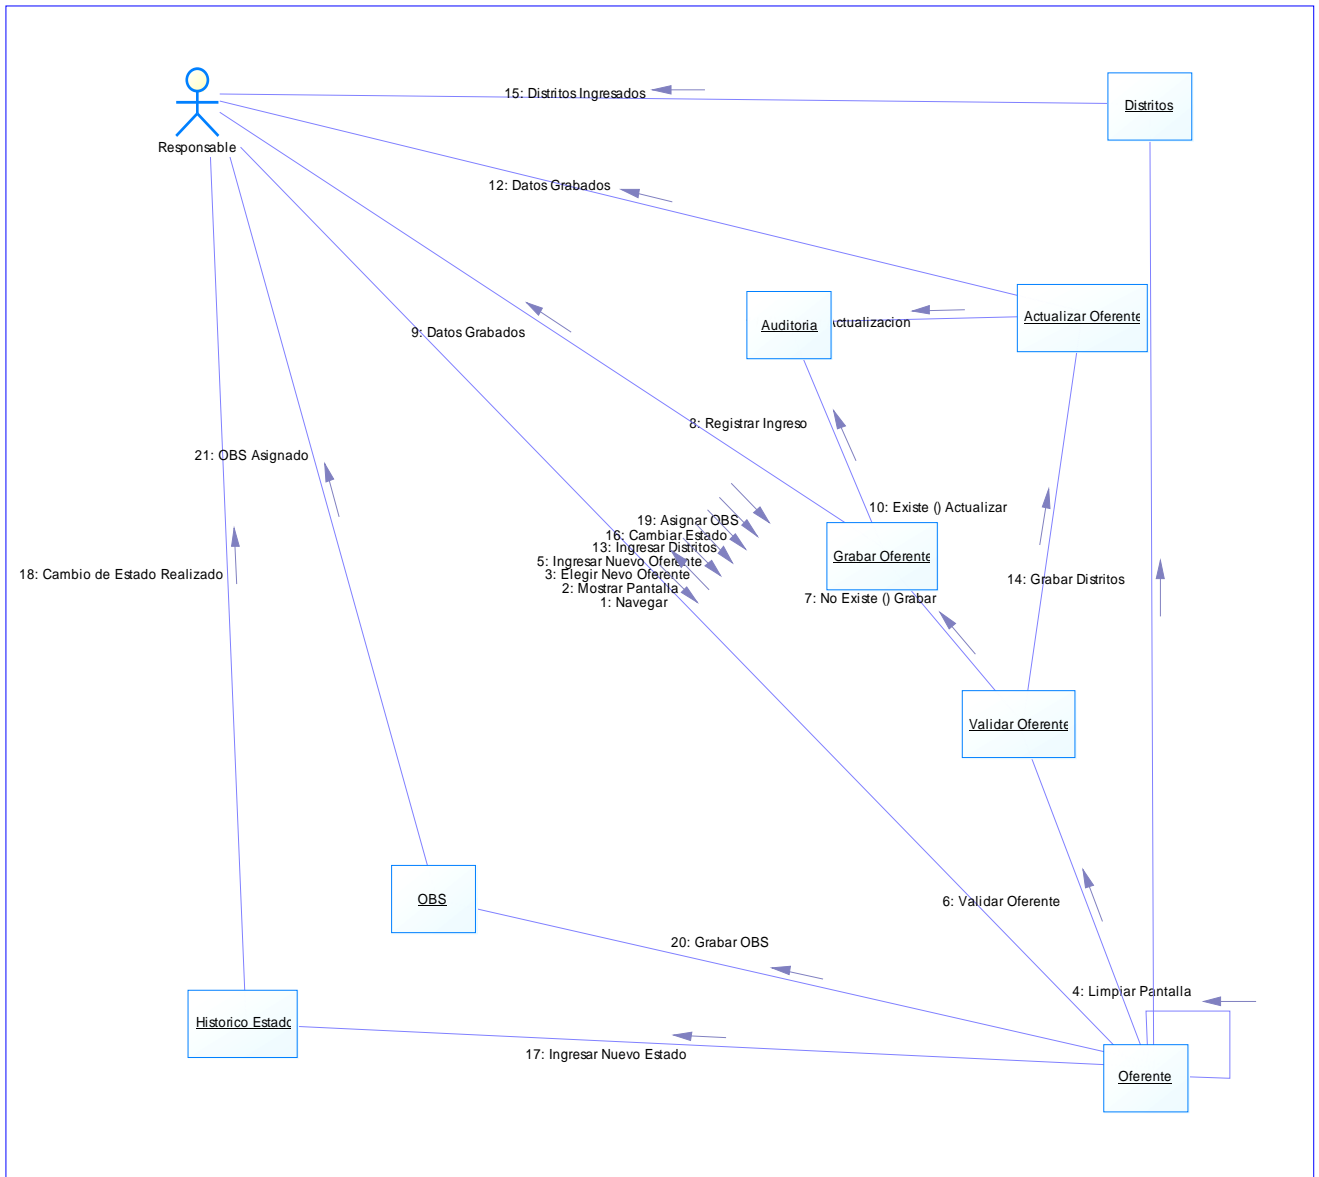 15: Distritos Ingresados
Distritos
Responsable
12: Datos Grabados
Actualizar Oferente
Auditoria
Actualizacion
9: Datos Grabados
8: Registrar Ingreso
21: OBS Asignado
10: Existe () Actualizar
19: Asignar OBS
16: Cambiar Estado
13: Ingresar Distritos
5: Ingresar Nuevo Oferente
3: Elegir Nevo Oferente
2: Mostrar Pantalla
1: Navegar
Grabar Oferente
18: Cambio de Estado Realizado
14: Grabar Distritos
7: No Existe () Grabar
Validar Oferente
OBS
6: Validar Oferente
20: Grabar OBS
4: Limpiar Pantalla
Historico Estado
17: Ingresar Nuevo Estado
Oferente